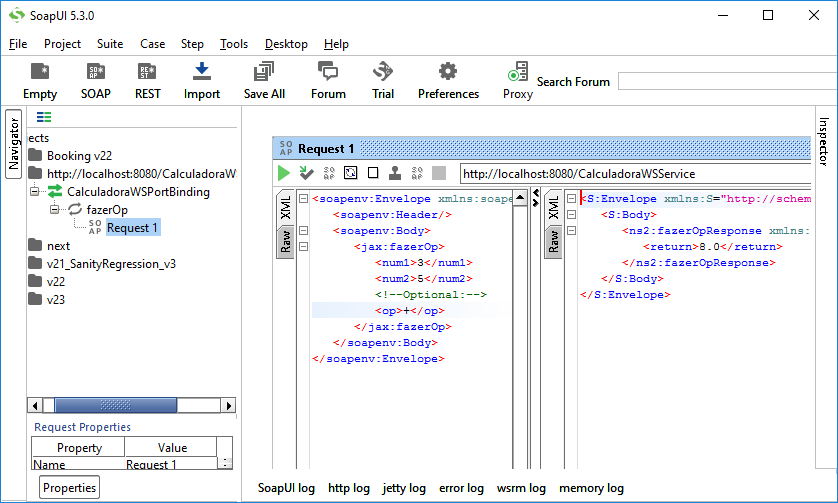 SoapUI 5.3.0
File Project Suite Case Step Tools Desktop Help
Empty SOAP REST Import Save All Forum Trial Preferences Proxy Search Forum
Navigator
ects
Booking v22
http://localhost:8080/CalculadoraWS
CalculadoraWSPortBinding
fazerOp
SO AP Request 1
next
v21_SanityRegression_v3
v22
v23
Request Properties
Property Value
Name Request 1
Properties
SO AP Request 1
http://localhost:8080/CalculadoraWSService
XML
Raw
<soapenv:Envelope xmlns:soape
<soapenv:Header/>
<soapenv:Body>
<jax:fazerOp>
<num1>3</num1>
<num2>5</num2>
<!--Optional:-->
<op>+</op>
</jax:fazerOp>
</soapenv:Body>
</soapenv:Envelope>
XML
Raw
<S:Envelope xmlns:S="http://schem
<S:Body>
<ns2:fazerOpResponse xmlns:
<return>8.0</return>
</ns2:fazerOpResponse>
</S:Body>
</S:Envelope>
Inspector
SoapUI log http log jetty log error log wsrm log memory log